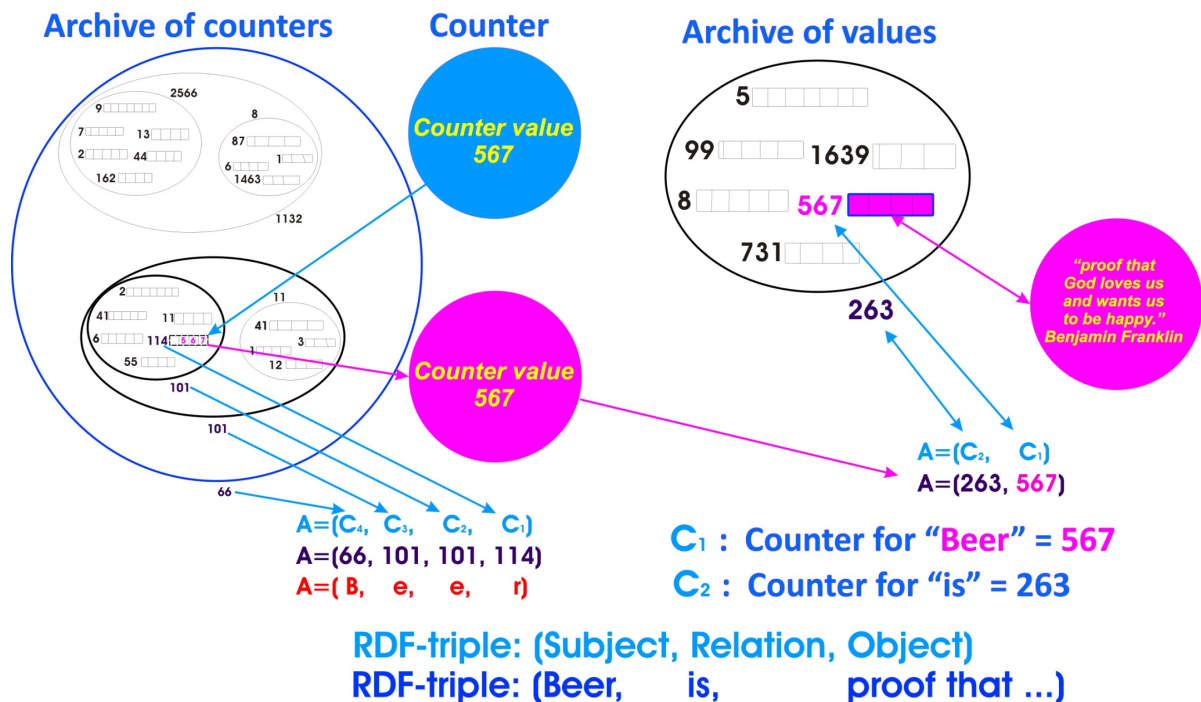 Archive of counters
Counter
Archive of values
2566
9
7
13
2
44
162
8
87
1
6
1463
1132
Counter value
567
5
99
1639
8
567
731
263
“proof that
God loves us
and wants us
to be happy.”
Benjamin Franklin
2
41
11
6
114
5 6 7
55
101
11
41
3
1
12
101
66
Counter value
567
A=(C₂, C₁)
A=(263, 567)
A=(C₄, C₃, C₂, C₁)
A=(66, 101, 101, 114)
A=( B, e, e, r)
C₁ : Counter for “Beer” = 567
C₂ : Counter for “is” = 263
RDF-triple: (Subject, Relation, Object)
RDF-triple: (Beer, is, proof that ...)